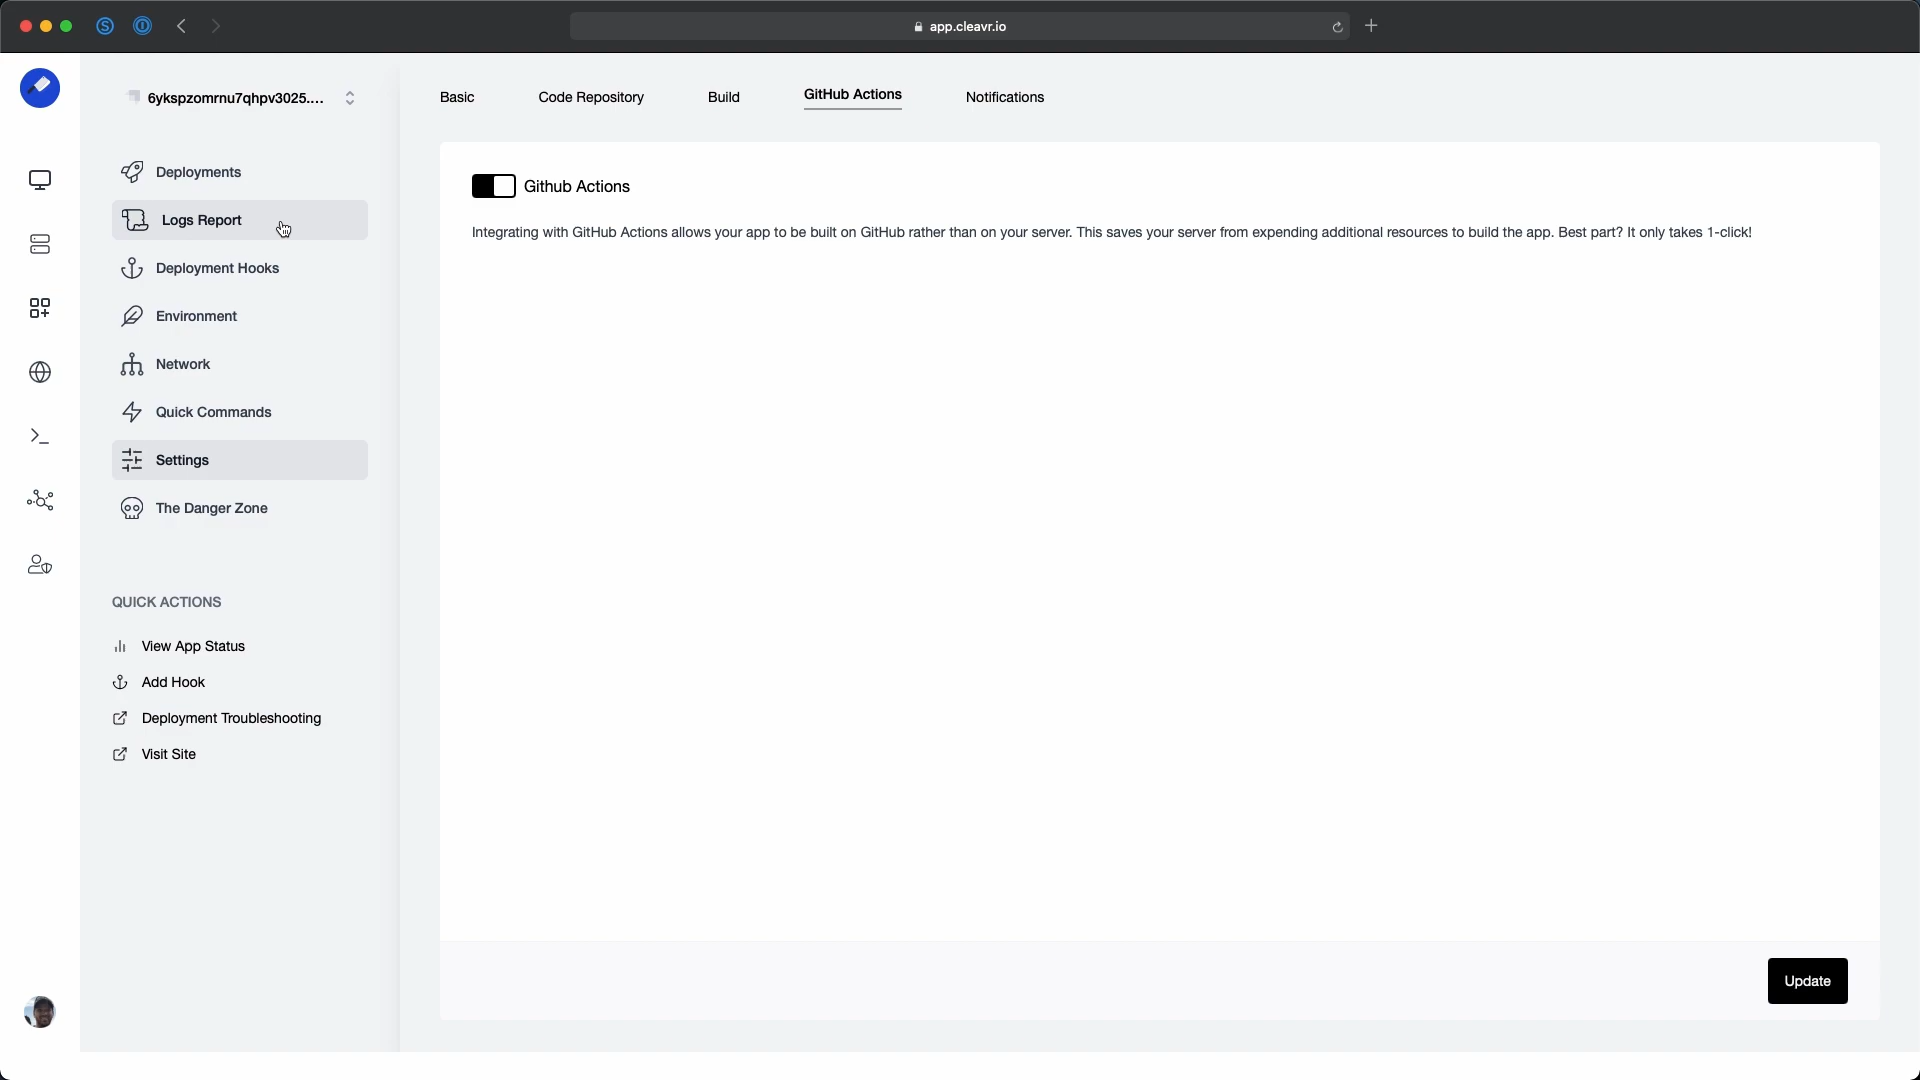 app.cleavr.io
6ykspzomrnu7qhpv3025....
Basic
Code Repository
Build
GitHub Actions
Notifications
Deployments
Logs Report
Deployment Hooks
Environment
Network
Quick Commands
Settings
The Danger Zone
QUICK ACTIONS
View App Status
Add Hook
Deployment Troubleshooting
Visit Site
Github Actions
Integrating with GitHub Actions allows your app to be built on GitHub rather than on your server. This saves your server from expending additional resources to build the app. Best part? It only takes 1-click!
Update